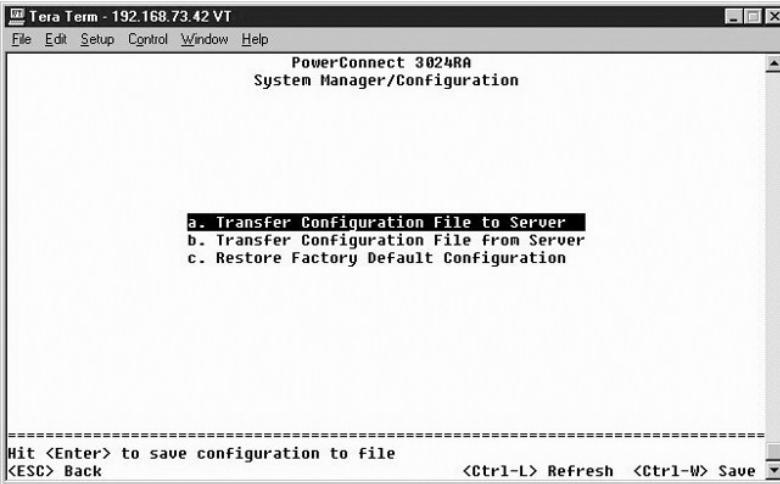 Tera Term - 192.168.73.42 VT
File Edit Setup Control Window Help
PowerConnect 3024RA
System Manager/Configuration
a. Transfer Configuration File to Server
b. Transfer Configuration File from Server
c. Restore Factory Default Configuration
================================================================================
Hit <Enter> to save configuration to file
<ESC> Back <Ctrl-L> Refresh <Ctrl-W> Save